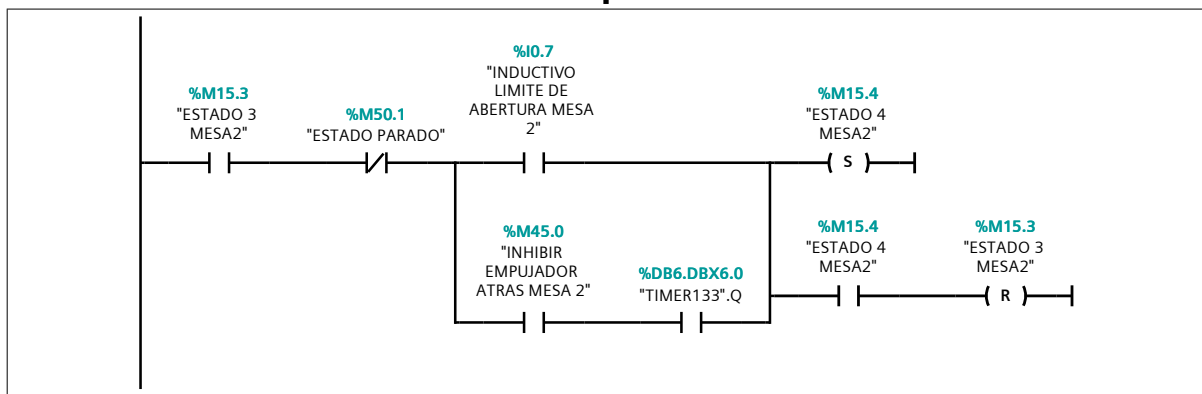 %I0.7
"INDUCTIVO
LIMITE DE
ABERTURA MESA
2"
%M15.3
"ESTADO 3
MESA2"
%M50.1
"ESTADO PARADO"
%M15.4
"ESTADO 4
MESA2"
S
%M45.0
"INHIBIR
EMPUJADOR
ATRAS MESA 2"
%DB6.DBX6.0
"TIMER133".Q
%M15.4
"ESTADO 4
MESA2"
%M15.3
"ESTADO 3
MESA2"
R